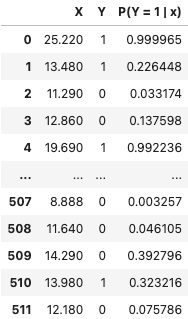 X Y P(Y = 1 | x)
0 25.220 1 0.999965
1 13.480 1 0.226448
2 11.290 0 0.033174
3 12.860 0 0.137598
4 19.690 1 0.992236
... ... ... ...
507 8.888 0 0.003257
508 11.640 0 0.046105
509 14.290 0 0.392796
510 13.980 1 0.323216
511 12.180 0 0.075786